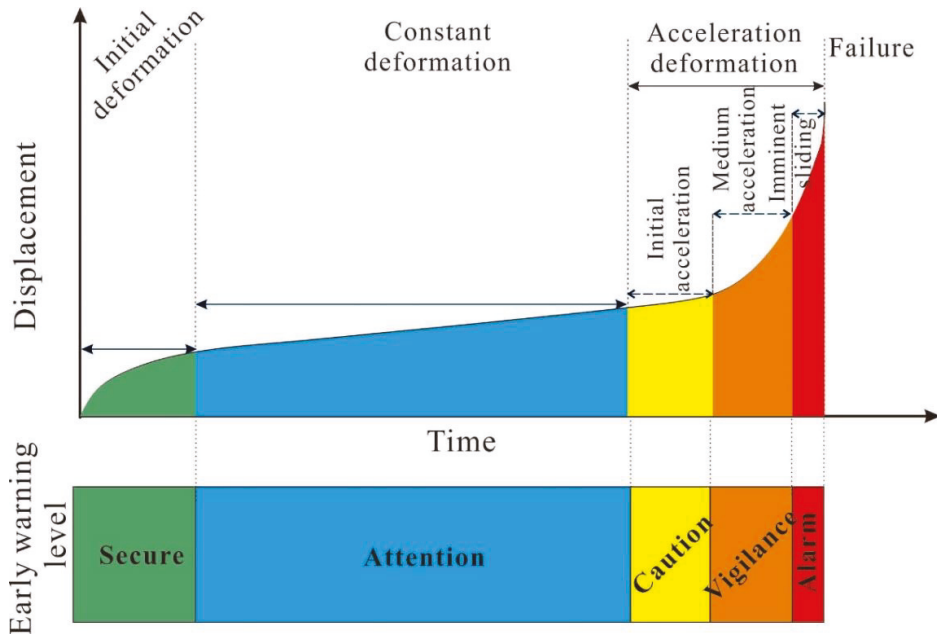 Initial
deformation
Constant
deformation
Acceleration
deformation
Failure
Displacement
Initial
acceleration
Medium
acceleration
Imminent
sliding
Time
Early warning
level
Secure
Attention
Caution
Vigilance
Alarm